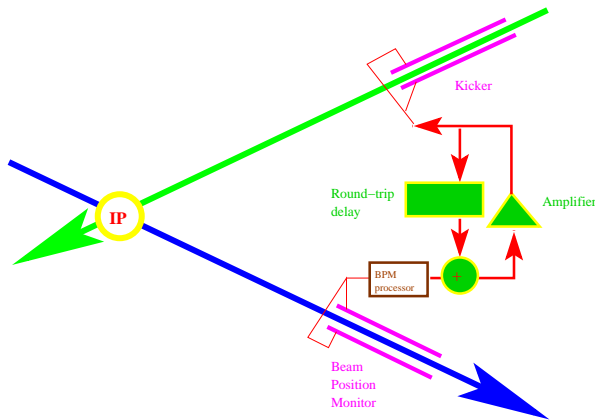 Kicker
Round−trip
delay
Amplifier
IP
BPM
processor
+
Beam
Position
Monitor